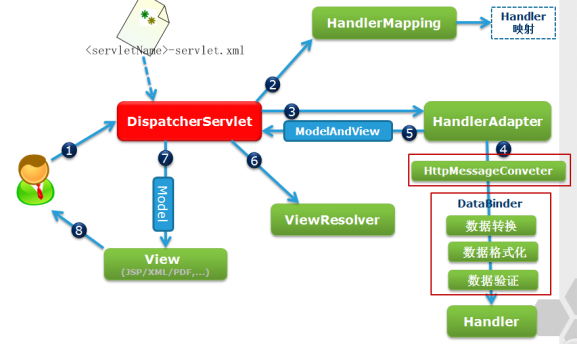 <servletName>-servlet.xml
HandlerMapping
Handler
映射
2
DispatcherServlet
3
HandlerAdapter
ModelAndView
5
1
4
7
6
HttpMessageConveter
Model
DataBinder
数据转换
ViewResolver
8
数据格式化
View
(JSP/XML/PDF,...)
数据验证
Handler